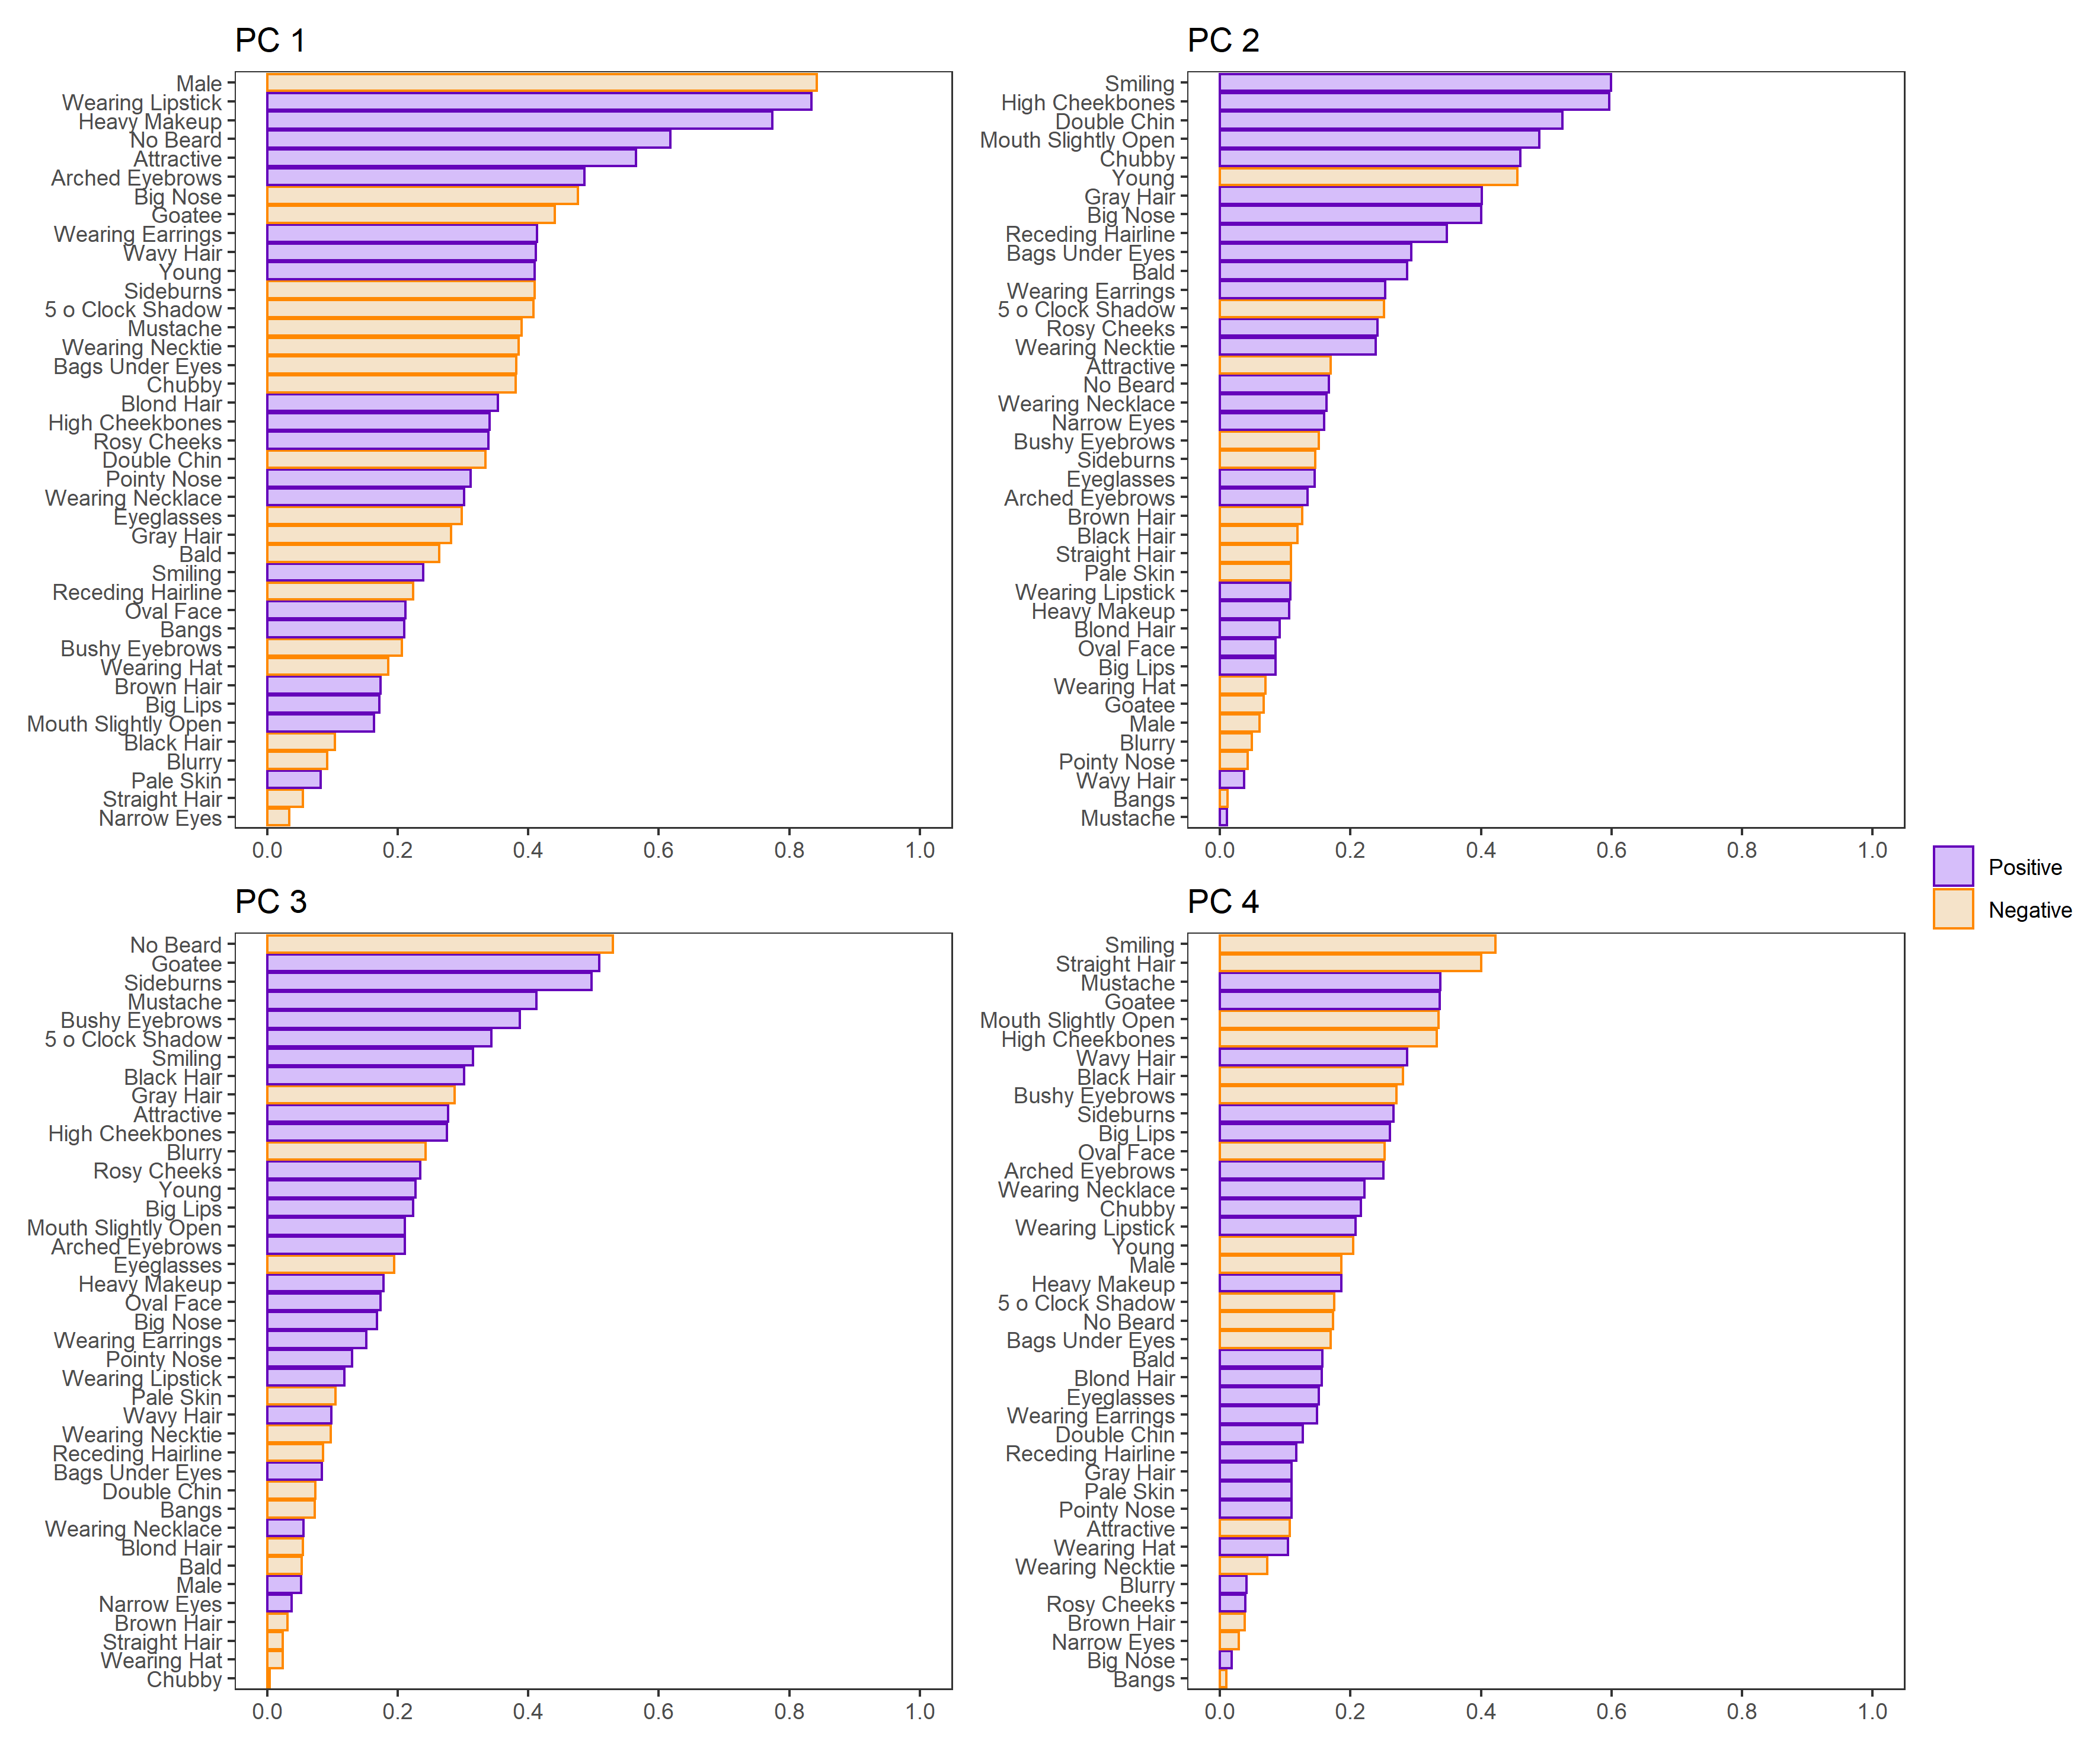 PC 1
Male
Wearing Lipstick
Heavy Makeup
No Beard
Attractive
Arched Eyebrows
Big Nose
Goatee
Wearing Earrings
Wavy Hair
Young
Sideburns
5 o Clock Shadow
Mustache
Wearing Necktie
Bags Under Eyes
Chubby
Blond Hair
High Cheekbones
Rosy Cheeks
Double Chin
Pointy Nose
Wearing Necklace
Eyeglasses
Gray Hair
Bald
Smiling
Receding Hairline
Oval Face
Bangs
Bushy Eyebrows
Wearing Hat
Brown Hair
Big Lips
Mouth Slightly Open
Black Hair
Blurry
Pale Skin
Straight Hair
Narrow Eyes
0.0 0.2 0.4 0.6 0.8 1.0
PC 2
Smiling
High Cheekbones
Double Chin
Mouth Slightly Open
Chubby
Young
Gray Hair
Big Nose
Receding Hairline
Bags Under Eyes
Bald
Wearing Earrings
5 o Clock Shadow
Rosy Cheeks
Wearing Necktie
Attractive
No Beard
Wearing Necklace
Narrow Eyes
Bushy Eyebrows
Sideburns
Eyeglasses
Arched Eyebrows
Brown Hair
Black Hair
Straight Hair
Pale Skin
Wearing Lipstick
Heavy Makeup
Blond Hair
Oval Face
Big Lips
Wearing Hat
Goatee
Male
Blurry
Pointy Nose
Wavy Hair
Bangs
Mustache
0.0 0.2 0.4 0.6 0.8 1.0
Positive
Negative
PC 3
No Beard
Goatee
Sideburns
Mustache
Bushy Eyebrows
5 o Clock Shadow
Smiling
Black Hair
Gray Hair
Attractive
High Cheekbones
Blurry
Rosy Cheeks
Young
Big Lips
Mouth Slightly Open
Arched Eyebrows
Eyeglasses
Heavy Makeup
Oval Face
Big Nose
Wearing Earrings
Pointy Nose
Wearing Lipstick
Pale Skin
Wavy Hair
Wearing Necktie
Receding Hairline
Bags Under Eyes
Double Chin
Bangs
Wearing Necklace
Blond Hair
Bald
Male
Narrow Eyes
Brown Hair
Straight Hair
Wearing Hat
Chubby
0.0 0.2 0.4 0.6 0.8 1.0
PC 4
Smiling
Straight Hair
Mustache
Goatee
Mouth Slightly Open
High Cheekbones
Wavy Hair
Black Hair
Bushy Eyebrows
Sideburns
Big Lips
Oval Face
Arched Eyebrows
Wearing Necklace
Chubby
Wearing Lipstick
Young
Male
Heavy Makeup
5 o Clock Shadow
No Beard
Bags Under Eyes
Bald
Blond Hair
Eyeglasses
Wearing Earrings
Double Chin
Receding Hairline
Gray Hair
Pale Skin
Pointy Nose
Attractive
Wearing Hat
Wearing Necktie
Blurry
Rosy Cheeks
Brown Hair
Narrow Eyes
Big Nose
Bangs
0.0 0.2 0.4 0.6 0.8 1.0